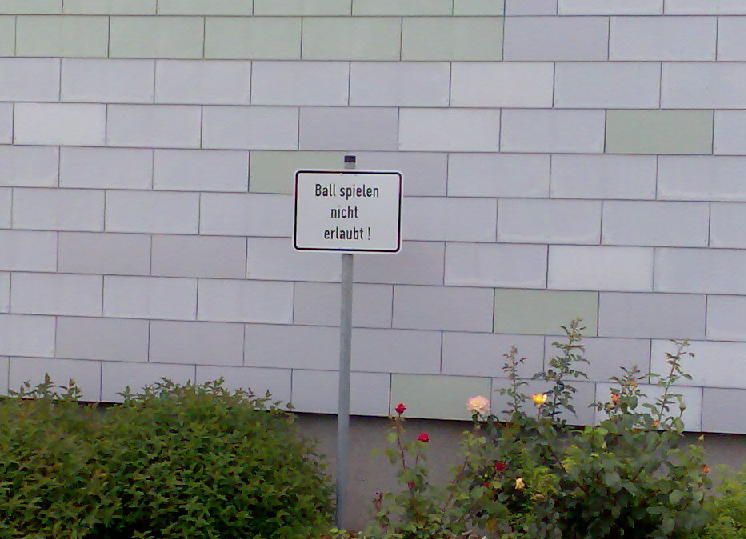 Ball spielen
nicht
erlaubt !